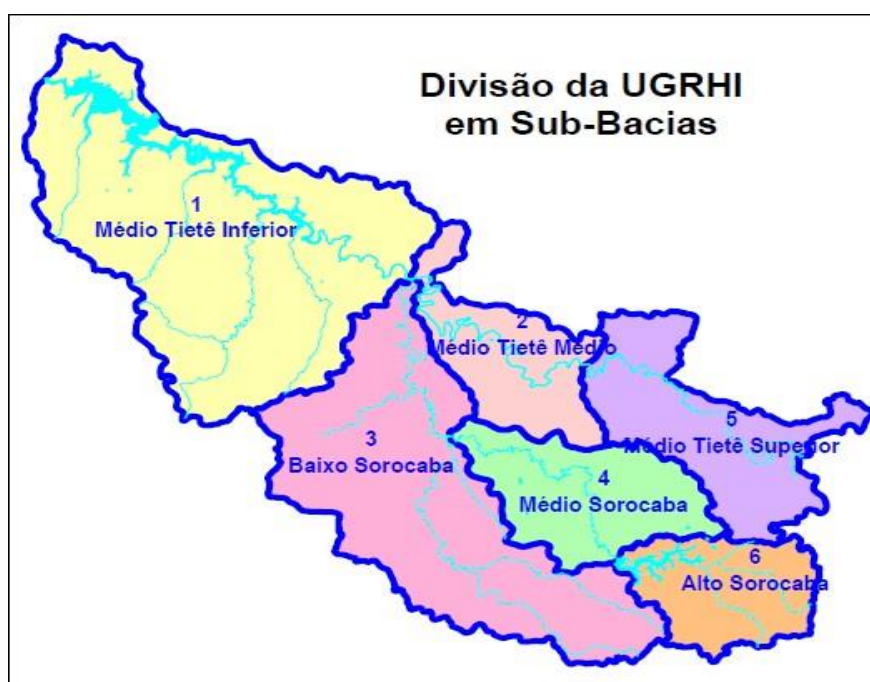 Divisão da UGRHI
em Sub-Bacias
1
Médio Tietê Inferior
2
Médio Tietê Médio
3
Baixo Sorocaba
4
Médio Sorocaba
5
Médio Tietê Superior
6
Alto Sorocaba